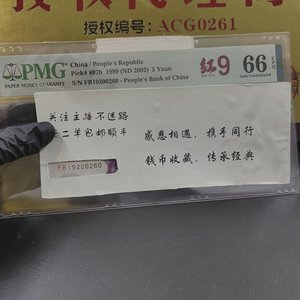 授权编号：ACG0261
PMG
PAPER MONEY GUARANTY
China / People's Republic
Pick# 897b 1999 (ND 2002) 5 Yuan
S/N FB19200260 - People's Bank of China
红9
66 EPQ
Gem Uncirculated
关注主播不迷路
二单包邮顺丰
感恩相遇，携手同行
钱币收藏，传承经典
FB19200260